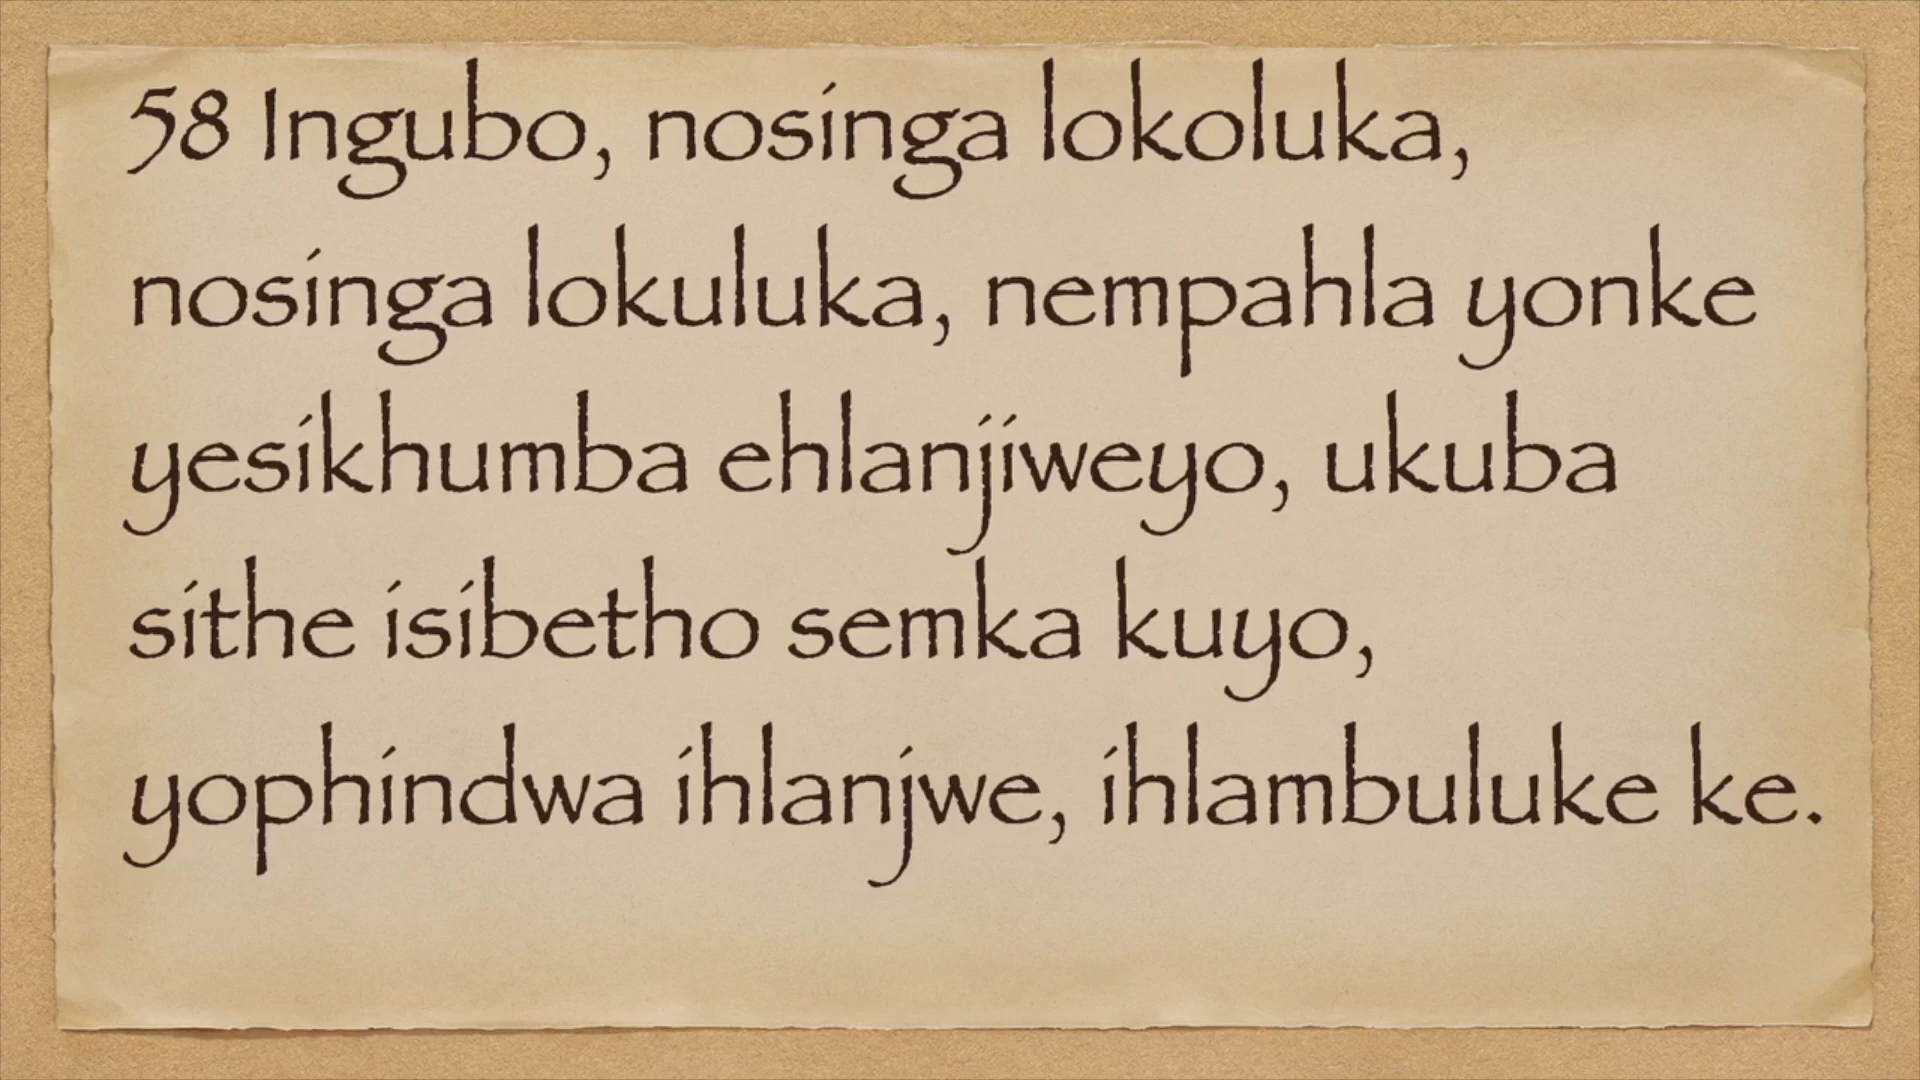 58 Ingubo, nosinga lokoluka,
nosinga lokuluka, nempahla yonke
yesikhumba ehlanjiweyo, ukuba
sithe isibetho semka kuyo,
yophindwa ihlanjwe, ihlambuluke ke.